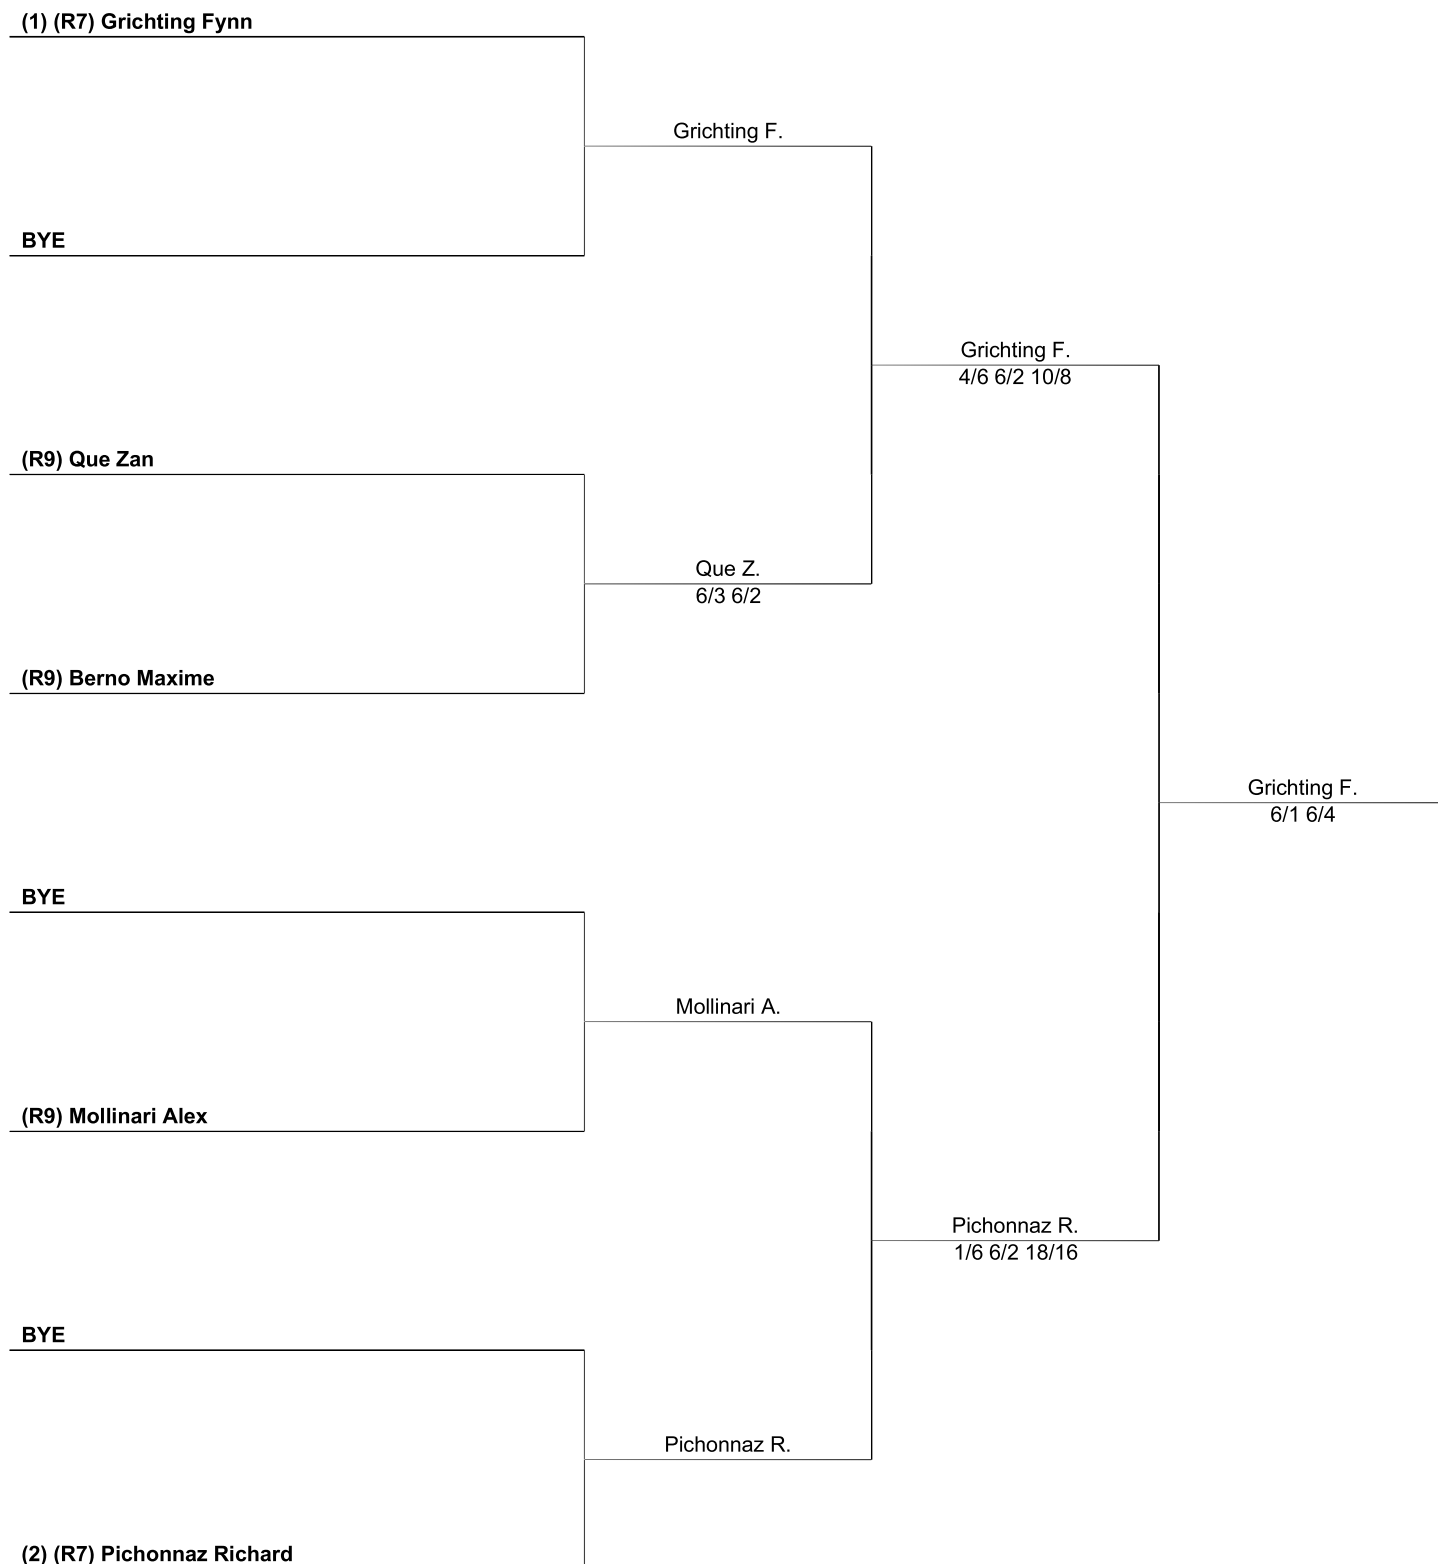 (1) (R7) Grichting Fynn
Grichting F.
BYE
Grichting F.
4/6 6/2 10/8
(R9) Que Zan
Que Z.
6/3 6/2
(R9) Berno Maxime
Grichting F.
6/1 6/4
BYE
Mollinari A.
(R9) Mollinari Alex
Pichonnaz R.
1/6 6/2 18/16
BYE
Pichonnaz R.
(2) (R7) Pichonnaz Richard